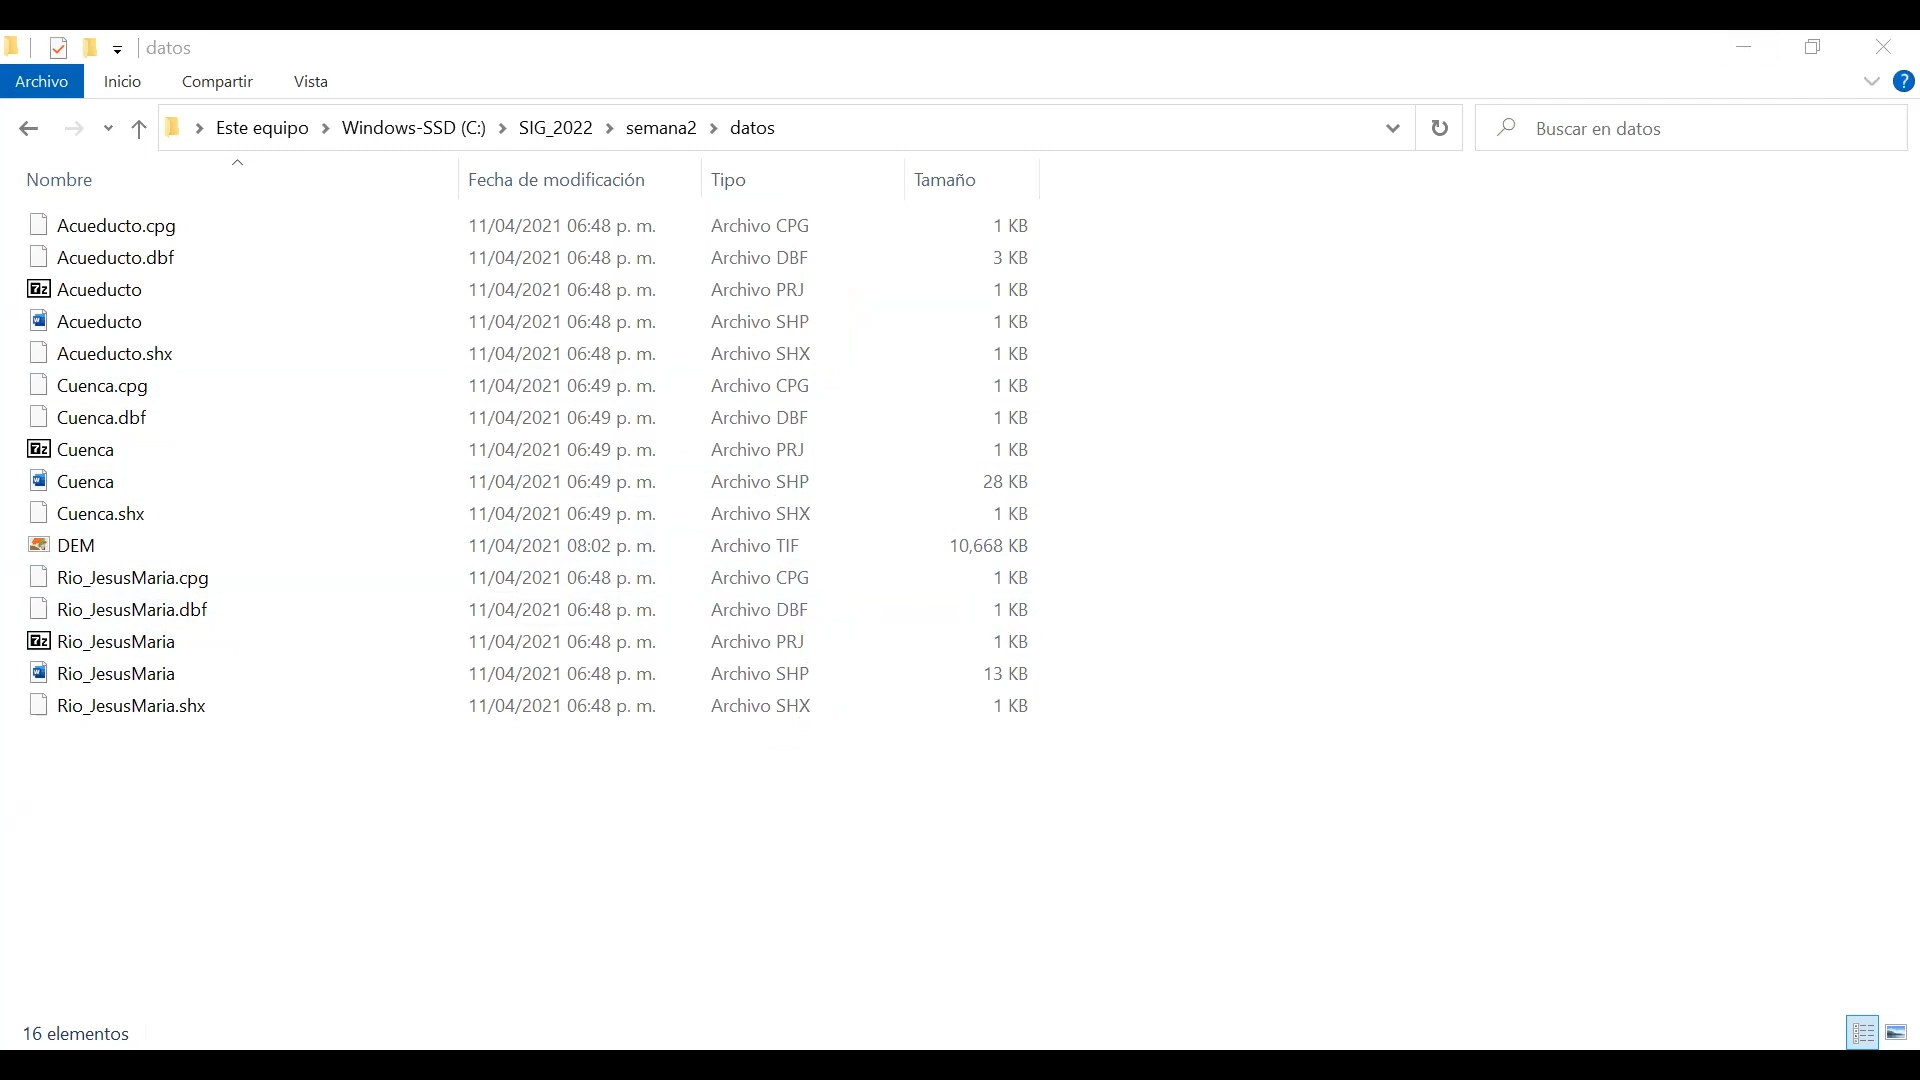 datos
Archivo Inicio Compartir Vista
Este equipo > Windows-SSD (C:) > SIG_2022 > semana2 > datos Buscar en datos
Nombre Fecha de modificación Tipo Tamaño
Acueducto.cpg 11/04/2021 06:48 p. m. Archivo CPG 1 KB
Acueducto.dbf 11/04/2021 06:48 p. m. Archivo DBF 3 KB
Acueducto 11/04/2021 06:48 p. m. Archivo PRJ 1 KB
Acueducto 11/04/2021 06:48 p. m. Archivo SHP 1 KB
Acueducto.shx 11/04/2021 06:48 p. m. Archivo SHX 1 KB
Cuenca.cpg 11/04/2021 06:49 p. m. Archivo CPG 1 KB
Cuenca.dbf 11/04/2021 06:49 p. m. Archivo DBF 1 KB
Cuenca 11/04/2021 06:49 p. m. Archivo PRJ 1 KB
Cuenca 11/04/2021 06:49 p. m. Archivo SHP 28 KB
Cuenca.shx 11/04/2021 06:49 p. m. Archivo SHX 1 KB
DEM 11/04/2021 08:02 p. m. Archivo TIF 10,668 KB
Rio_JesusMaria.cpg 11/04/2021 06:48 p. m. Archivo CPG 1 KB
Rio_JesusMaria.dbf 11/04/2021 06:48 p. m. Archivo DBF 1 KB
Rio_JesusMaria 11/04/2021 06:48 p. m. Archivo PRJ 1 KB
Rio_JesusMaria 11/04/2021 06:48 p. m. Archivo SHP 13 KB
Rio_JesusMaria.shx 11/04/2021 06:48 p. m. Archivo SHX 1 KB
16 elementos